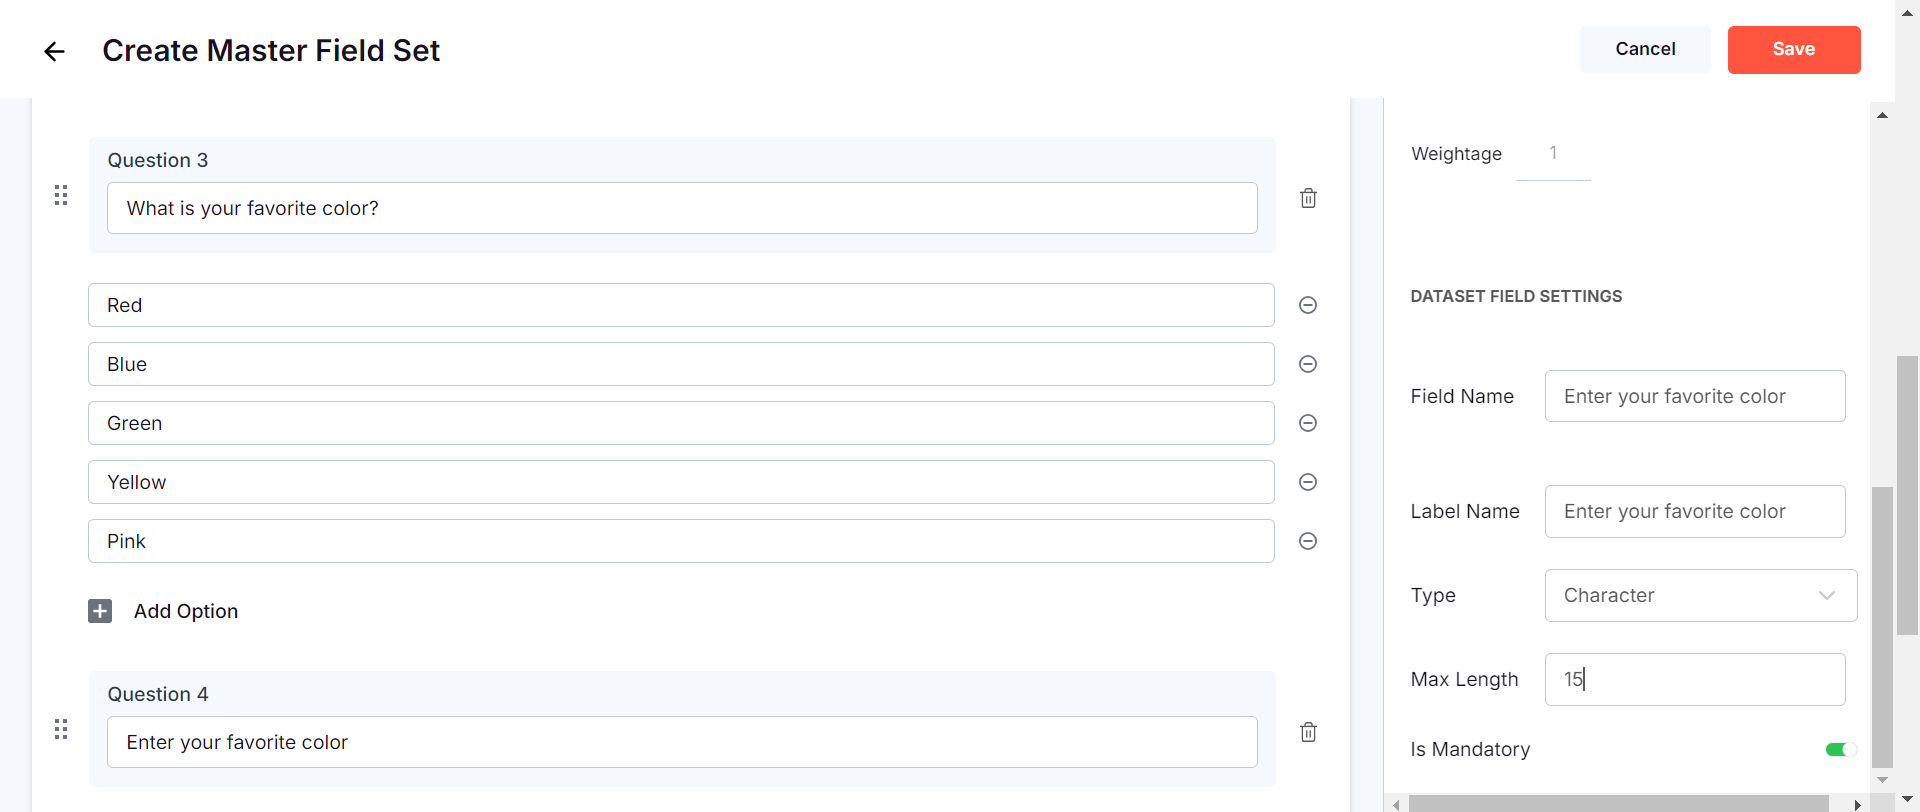 Create Master Field Set
Cancel
Save
Question 3
What is your favorite color?
Red
Blue
Green
Yellow
Pink
Add Option
Question 4
Enter your favorite color
Weightage 1
DATASET FIELD SETTINGS
Field Name Enter your favorite color
Label Name Enter your favorite color
Type Character
Max Length 15
Is Mandatory